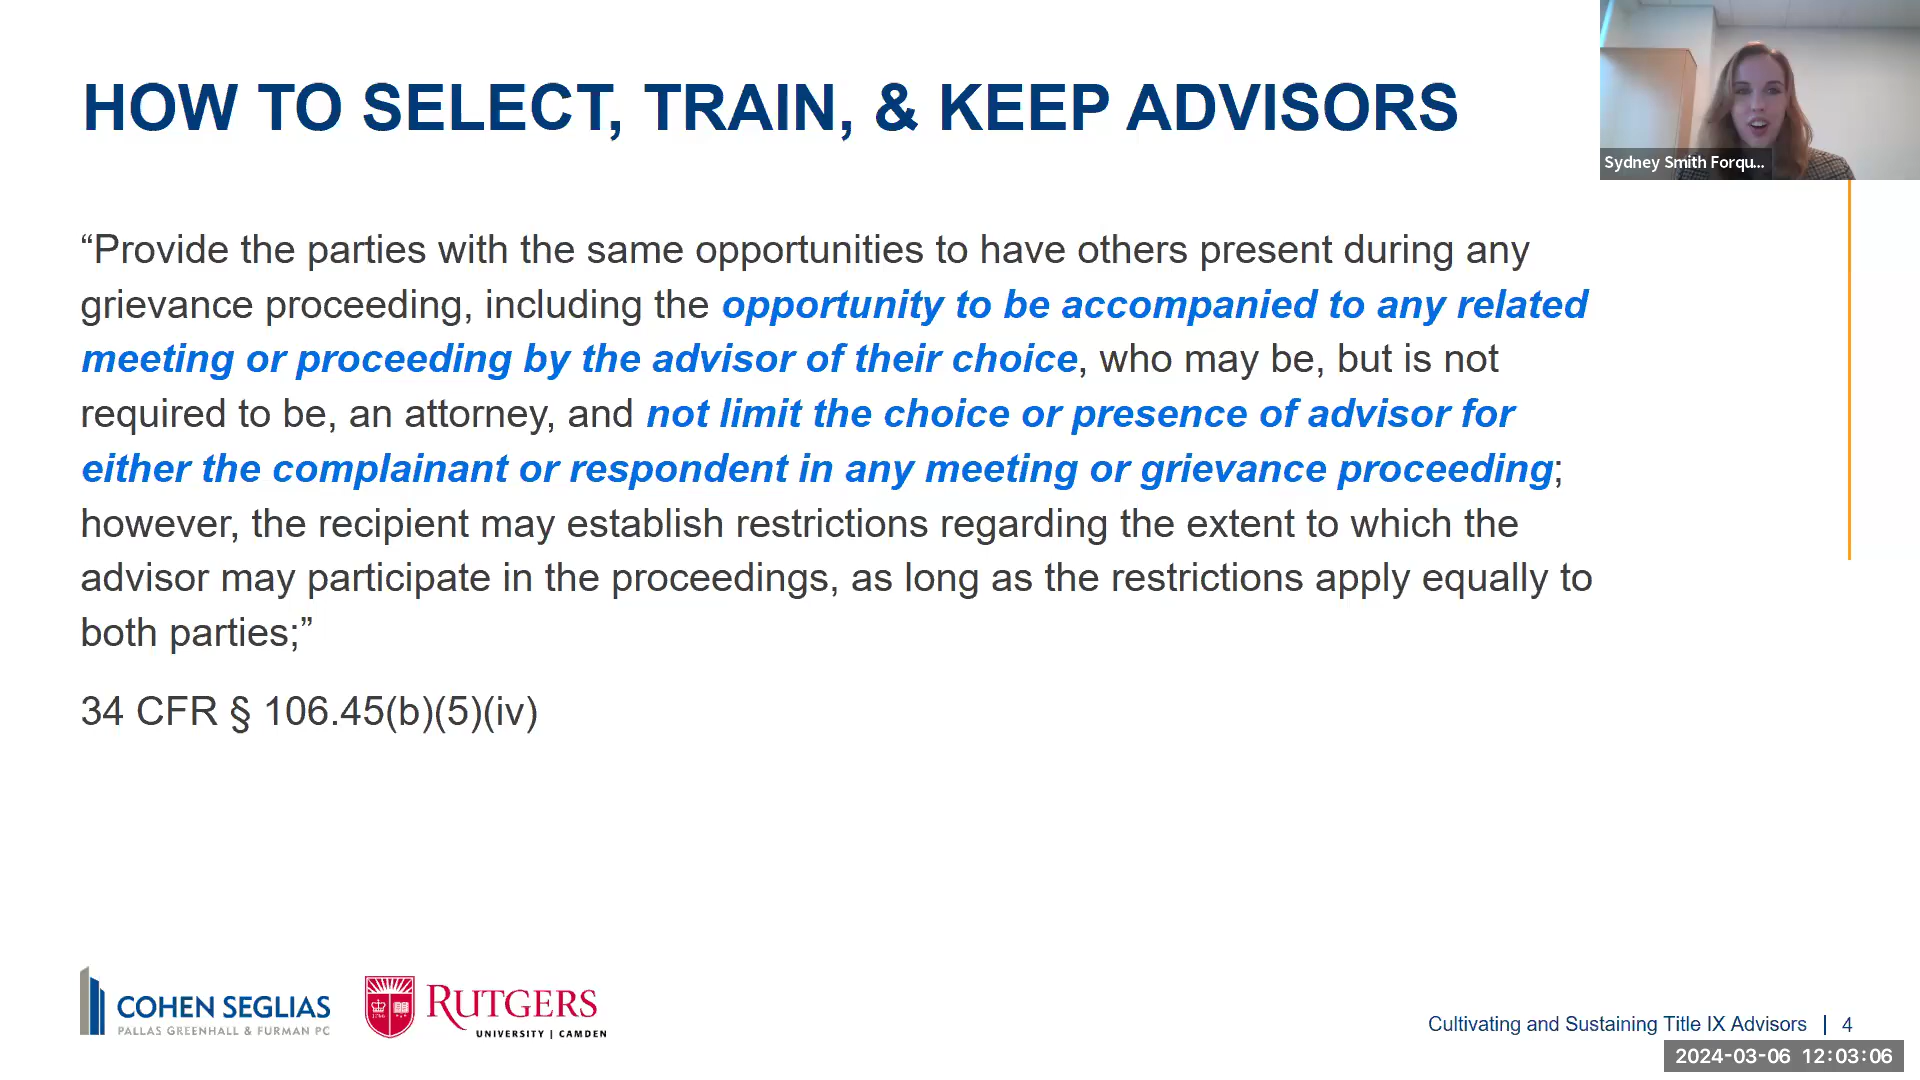 HOW TO SELECT, TRAIN, & KEEP ADVISORS
Sydney Smith Forqu...
“Provide the parties with the same opportunities to have others present during any
grievance proceeding, including the opportunity to be accompanied to any related
meeting or proceeding by the advisor of their choice, who may be, but is not
required to be, an attorney, and not limit the choice or presence of advisor for
either the complainant or respondent in any meeting or grievance proceeding;
however, the recipient may establish restrictions regarding the extent to which the
advisor may participate in the proceedings, as long as the restrictions apply equally to
both parties;”
34 CFR § 106.45(b)(5)(iv)
COHEN SEGLIAS
PALLAS GREENHALL & FURMAN PC
1766
RUTGERS
UNIVERSITY | CAMDEN
Cultivating and Sustaining Title IX Advisors | 4
2024-03-06 12:03:06